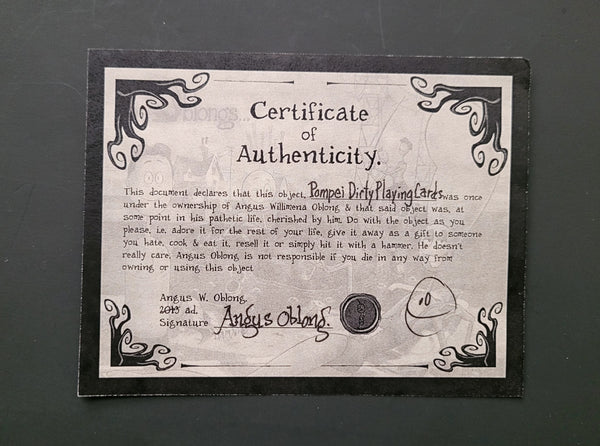 Certificate
of
Authenticity.
This document declares that this object, Pompei Dirty Playing Cards was once
under the ownership of Angus Willimena Oblong, & that said object was, at
some point in his pathetic life, cherished by him. Do with the object as you
please, i.e. adore it for the rest of your life, give it away as a gift to someone
you hate, cook & eat it, resell it or simply hit it with a hammer. He doesn't
really care, Angus Oblong is not responsible if you die in any way from
owning or using this object
Angus W. Oblong,
2013 ad.
Signature Angus Oblong.